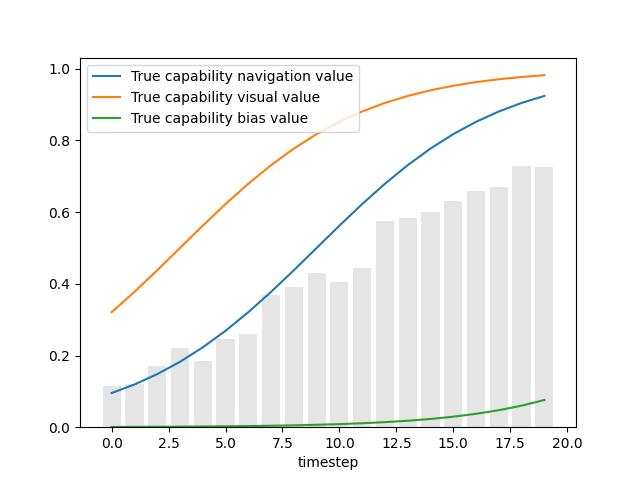 True capability navigation value
True capability visual value
True capability bias value
1.0
0.8
0.6
0.4
0.2
0.0
0.0 2.5 5.0 7.5 10.0 12.5 15.0 17.5 20.0
timestep